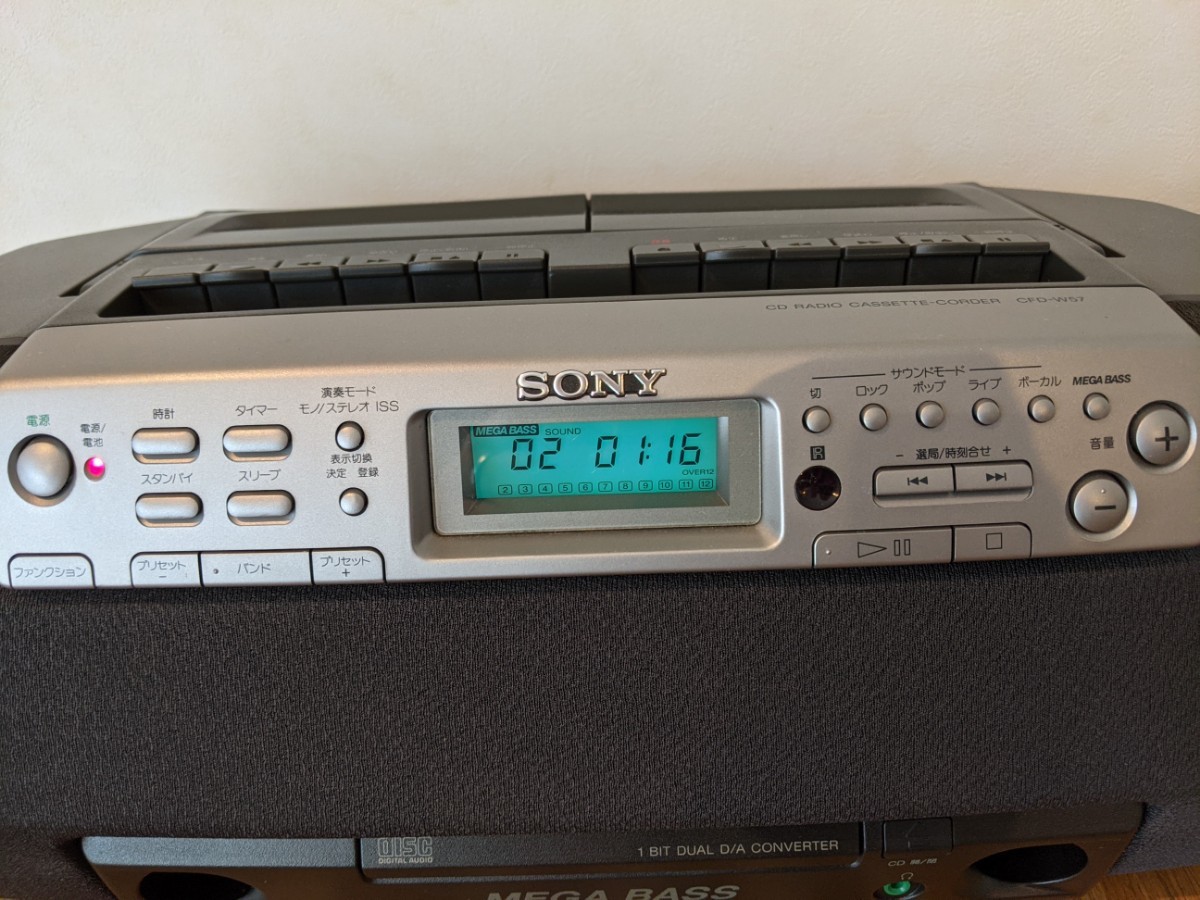 CD RADIO CASSETTE-CORDER CFD-W57
SONY
電源
電源/
電池
時計
タイマー
演奏モード
モノ/ステレオ ISS
スタンバイ
スリープ
表示切換
決定 登録
ファンクション
プリセット
−
バンド
プリセット
+
MEGA BASS SOUND
02 01:16
OVER12
2 3 4 5 6 7 8 9 10 11 12
サウンドモード
切 ロック ポップ ライブ ボーカル MEGA BASS
R
− 選局/時刻合せ +
音量
+
−
DISC
DIGITAL AUDIO
1 BIT DUAL D/A CONVERTER
CD 開/閉
MEGA BASS